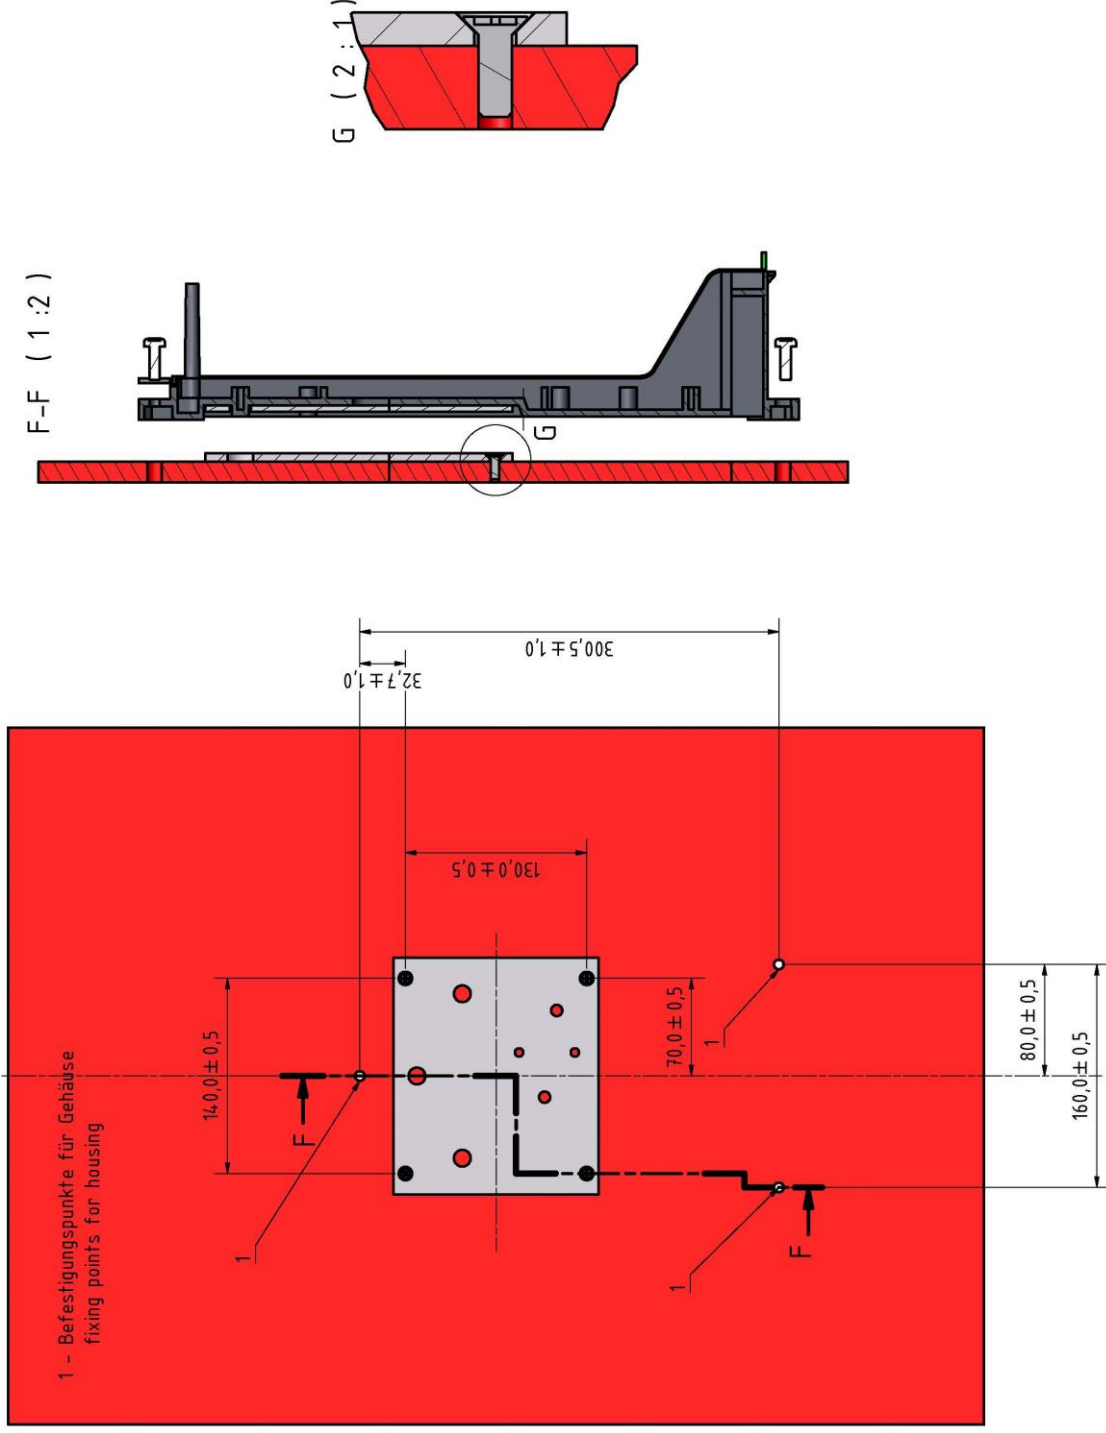 G ( 2 : 1 )
F-F ( 1 : 2 )
G
1 - Befestigungspunkte für Gehäuse
fixing points for housing
300,5 ± 1,0
32,7 ± 1,0
130,0 ± 0,5
140,0 ± 0,5
70,0 ± 0,5
80,0 ± 0,5
160,0 ± 0,5
F
F
1
1
1